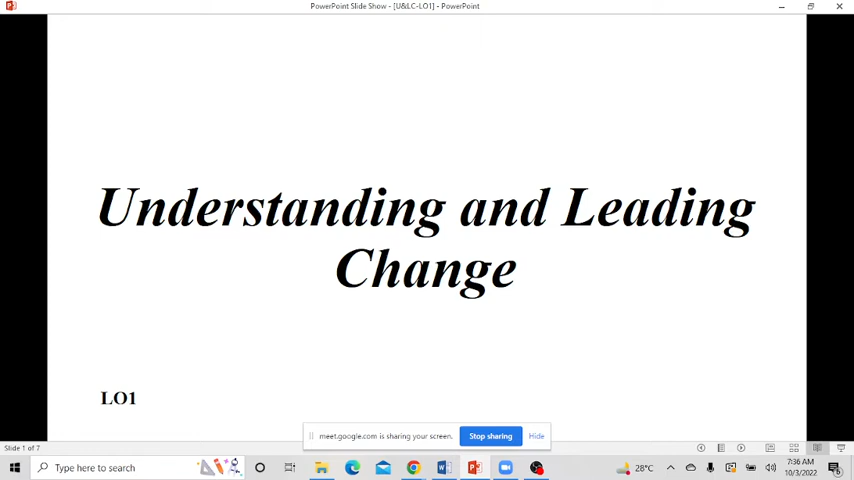 PowerPoint Slide Show - [U&LC-LO1] - PowerPoint
Understanding and Leading
Change
LO1
meet.google.com is sharing your screen.
Stop sharing
Hide
Slide 1 of 7
Type here to search
28°C
7:36 AM
10/3/2022